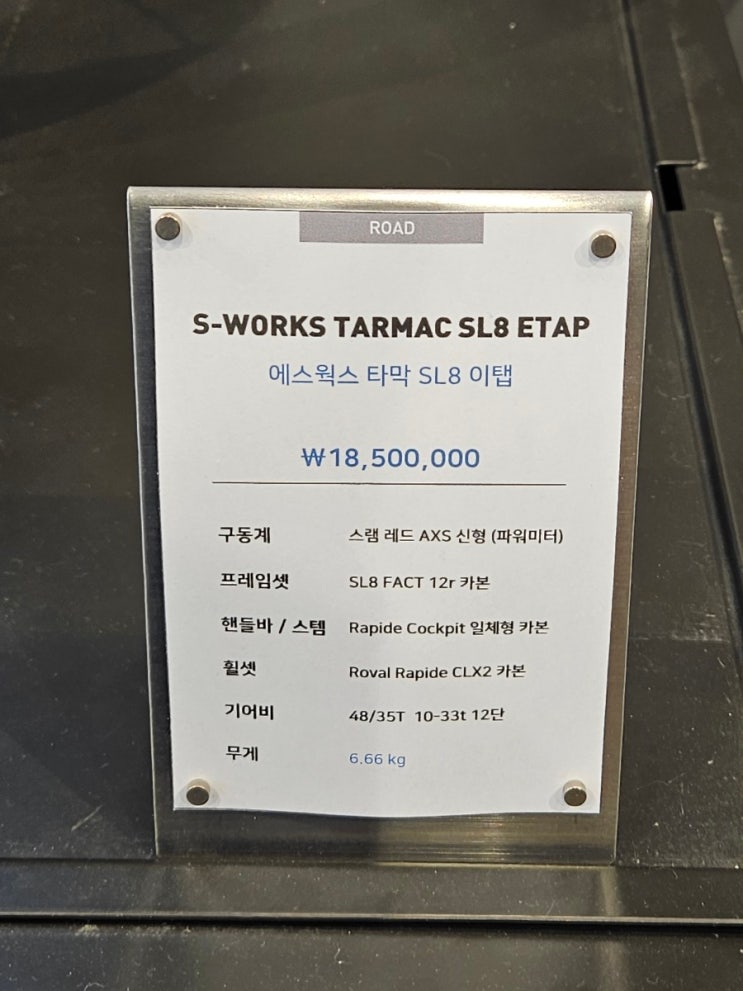 ROAD
S-WORKS TARMAC SL8 ETAP
에스웍스 타막 SL8 이탭
₩18,500,000
구동계 스램 레드 AXS 신형 (파워미터)
프레임셋 SL8 FACT 12r 카본
핸들바 / 스템 Rapide Cockpit 일체형 카본
휠셋 Roval Rapide CLX2 카본
기어비 48/35T 10-33t 12단
무게 6.66 kg